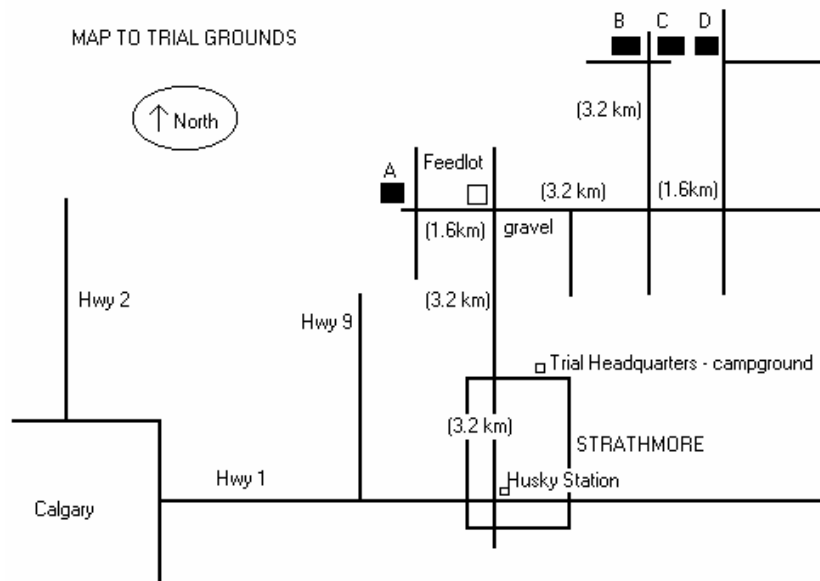 MAP TO TRIAL GROUNDS
B C D
North
(3.2 km)
A
Feedlot
(3.2 km)
(1.6km)
(1.6km)
gravel
Hwy 2
Hwy 9
(3.2 km)
Trial Headquarters - campground
(3.2 km)
STRATHMORE
Hwy 1
Husky Station
Calgary